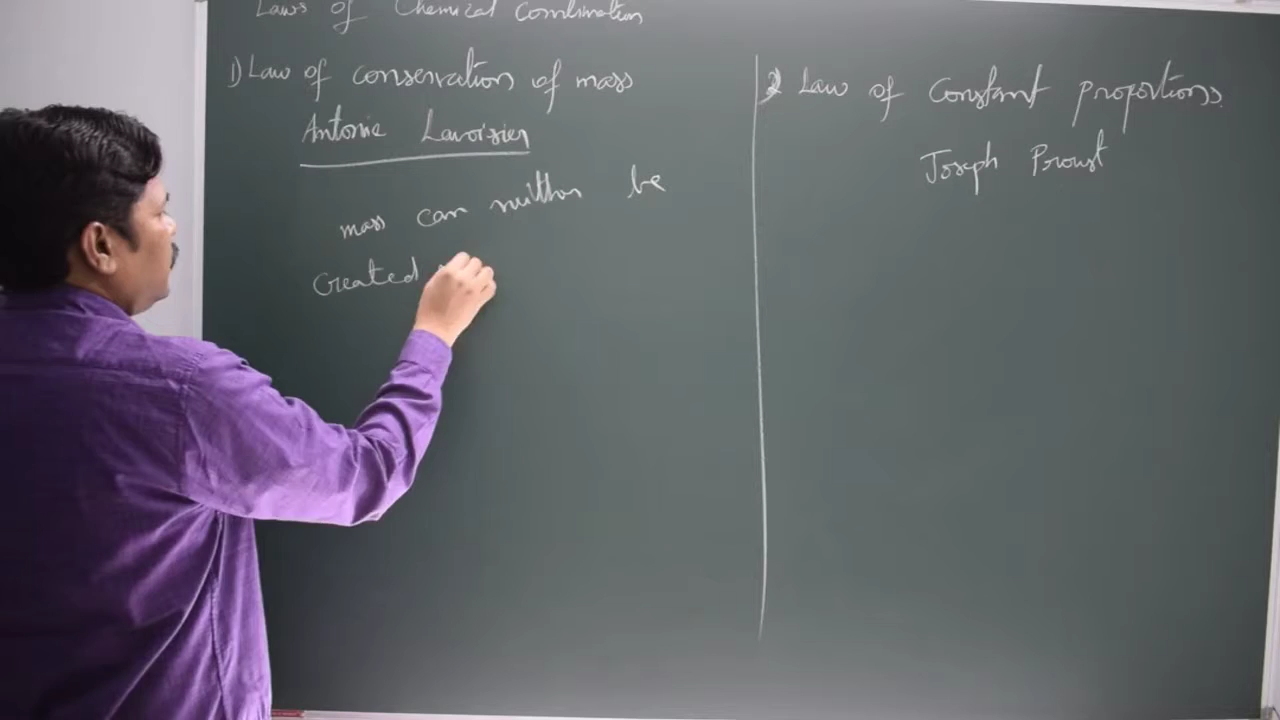 Laws of Chemical Combination
1) Law of conservation of mass
Antonie Lavoisier
mass can neither be
created
2 Law of Constant proportions.
Joseph Proust